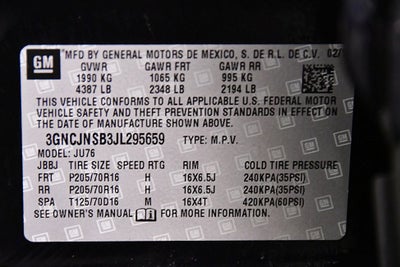 GM MFD BY GENERAL MOTORS DE MEXICO, S. DE R.L. DE C.V. 02/
GVWR GAWR FRT GAWR RR
1990 KG 1065 KG 995 KG
4387 LB 2348 LB 2194 LB
THIS VEHICLE CONFORMS TO ALL APPLICABLE U.S. FEDERAL MOTOR
VEHICLE SAFETY AND THEFT PREVENTION STANDARDS IN EFFECT ON
THE DATE OF MANUFACTURE SHOWN ABOVE.
3GNCJNSB3JL295659 TYPE: M.P.V.
MODEL: JU76
JBBJ TIRE SIZE SPEED RTG RIM COLD TIRE PRESSURE
FRT P205/70R16 H 16X6.5J 240KPA(35PSI)
RR P205/70R16 H 16X6.5J 240KPA(35PSI)
SPA T125/70D16 M 16X4T 420KPA(60PSI)
SEE OWNER'S MANUAL FOR MORE INFORMATION.